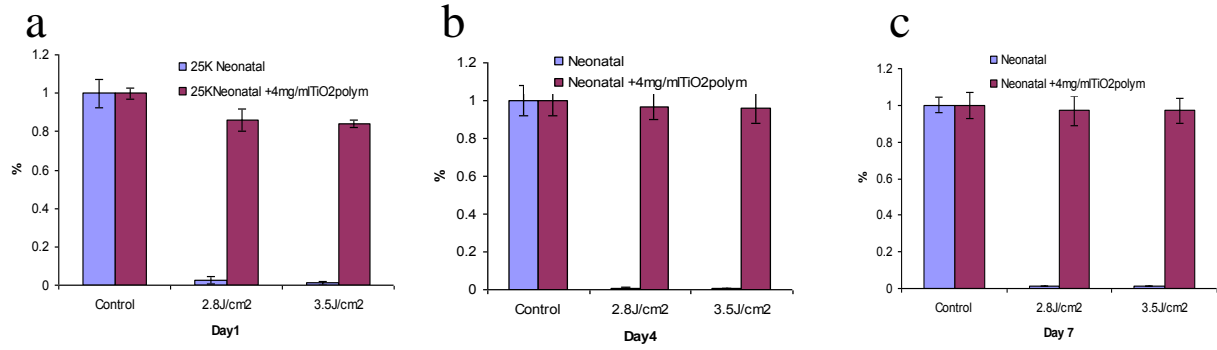 a
1.2
1
0.8
0.6
0.4
0.2
0
%
25K Neonatal
25KNeonatal +4mg/mlTiO2polym
Control
2.8J/cm2
3.5J/cm2
Day1
b
1.2
1
0.8
0.6
0.4
0.2
0
%
Neonatal
Neonatal +4mg/mlTiO2polym
Control
2.8J/cm2
3.5J/cm2
Day4
c
1.2
1
0.8
0.6
0.4
0.2
0
%
Neonatal
Neonatal +4mg/mlTiO2polym
Control
2.8J/cm2
3.5J/cm2
Day 7